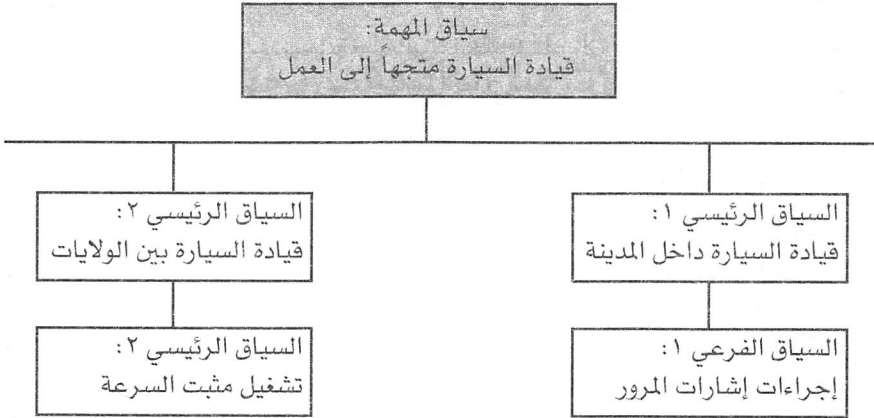 سياق المهمة:
قيادة السيارة متجهاً إلى العمل
السياق الرئيسي ١:
قيادة السيارة داخل المدينة
السياق الرئيسي ٢:
قيادة السيارة بين الولايات
السياق الفرعي ١:
إجراءات إشارات المرور
السياق الرئيسي ٢:
تشغيل مثبت السرعة